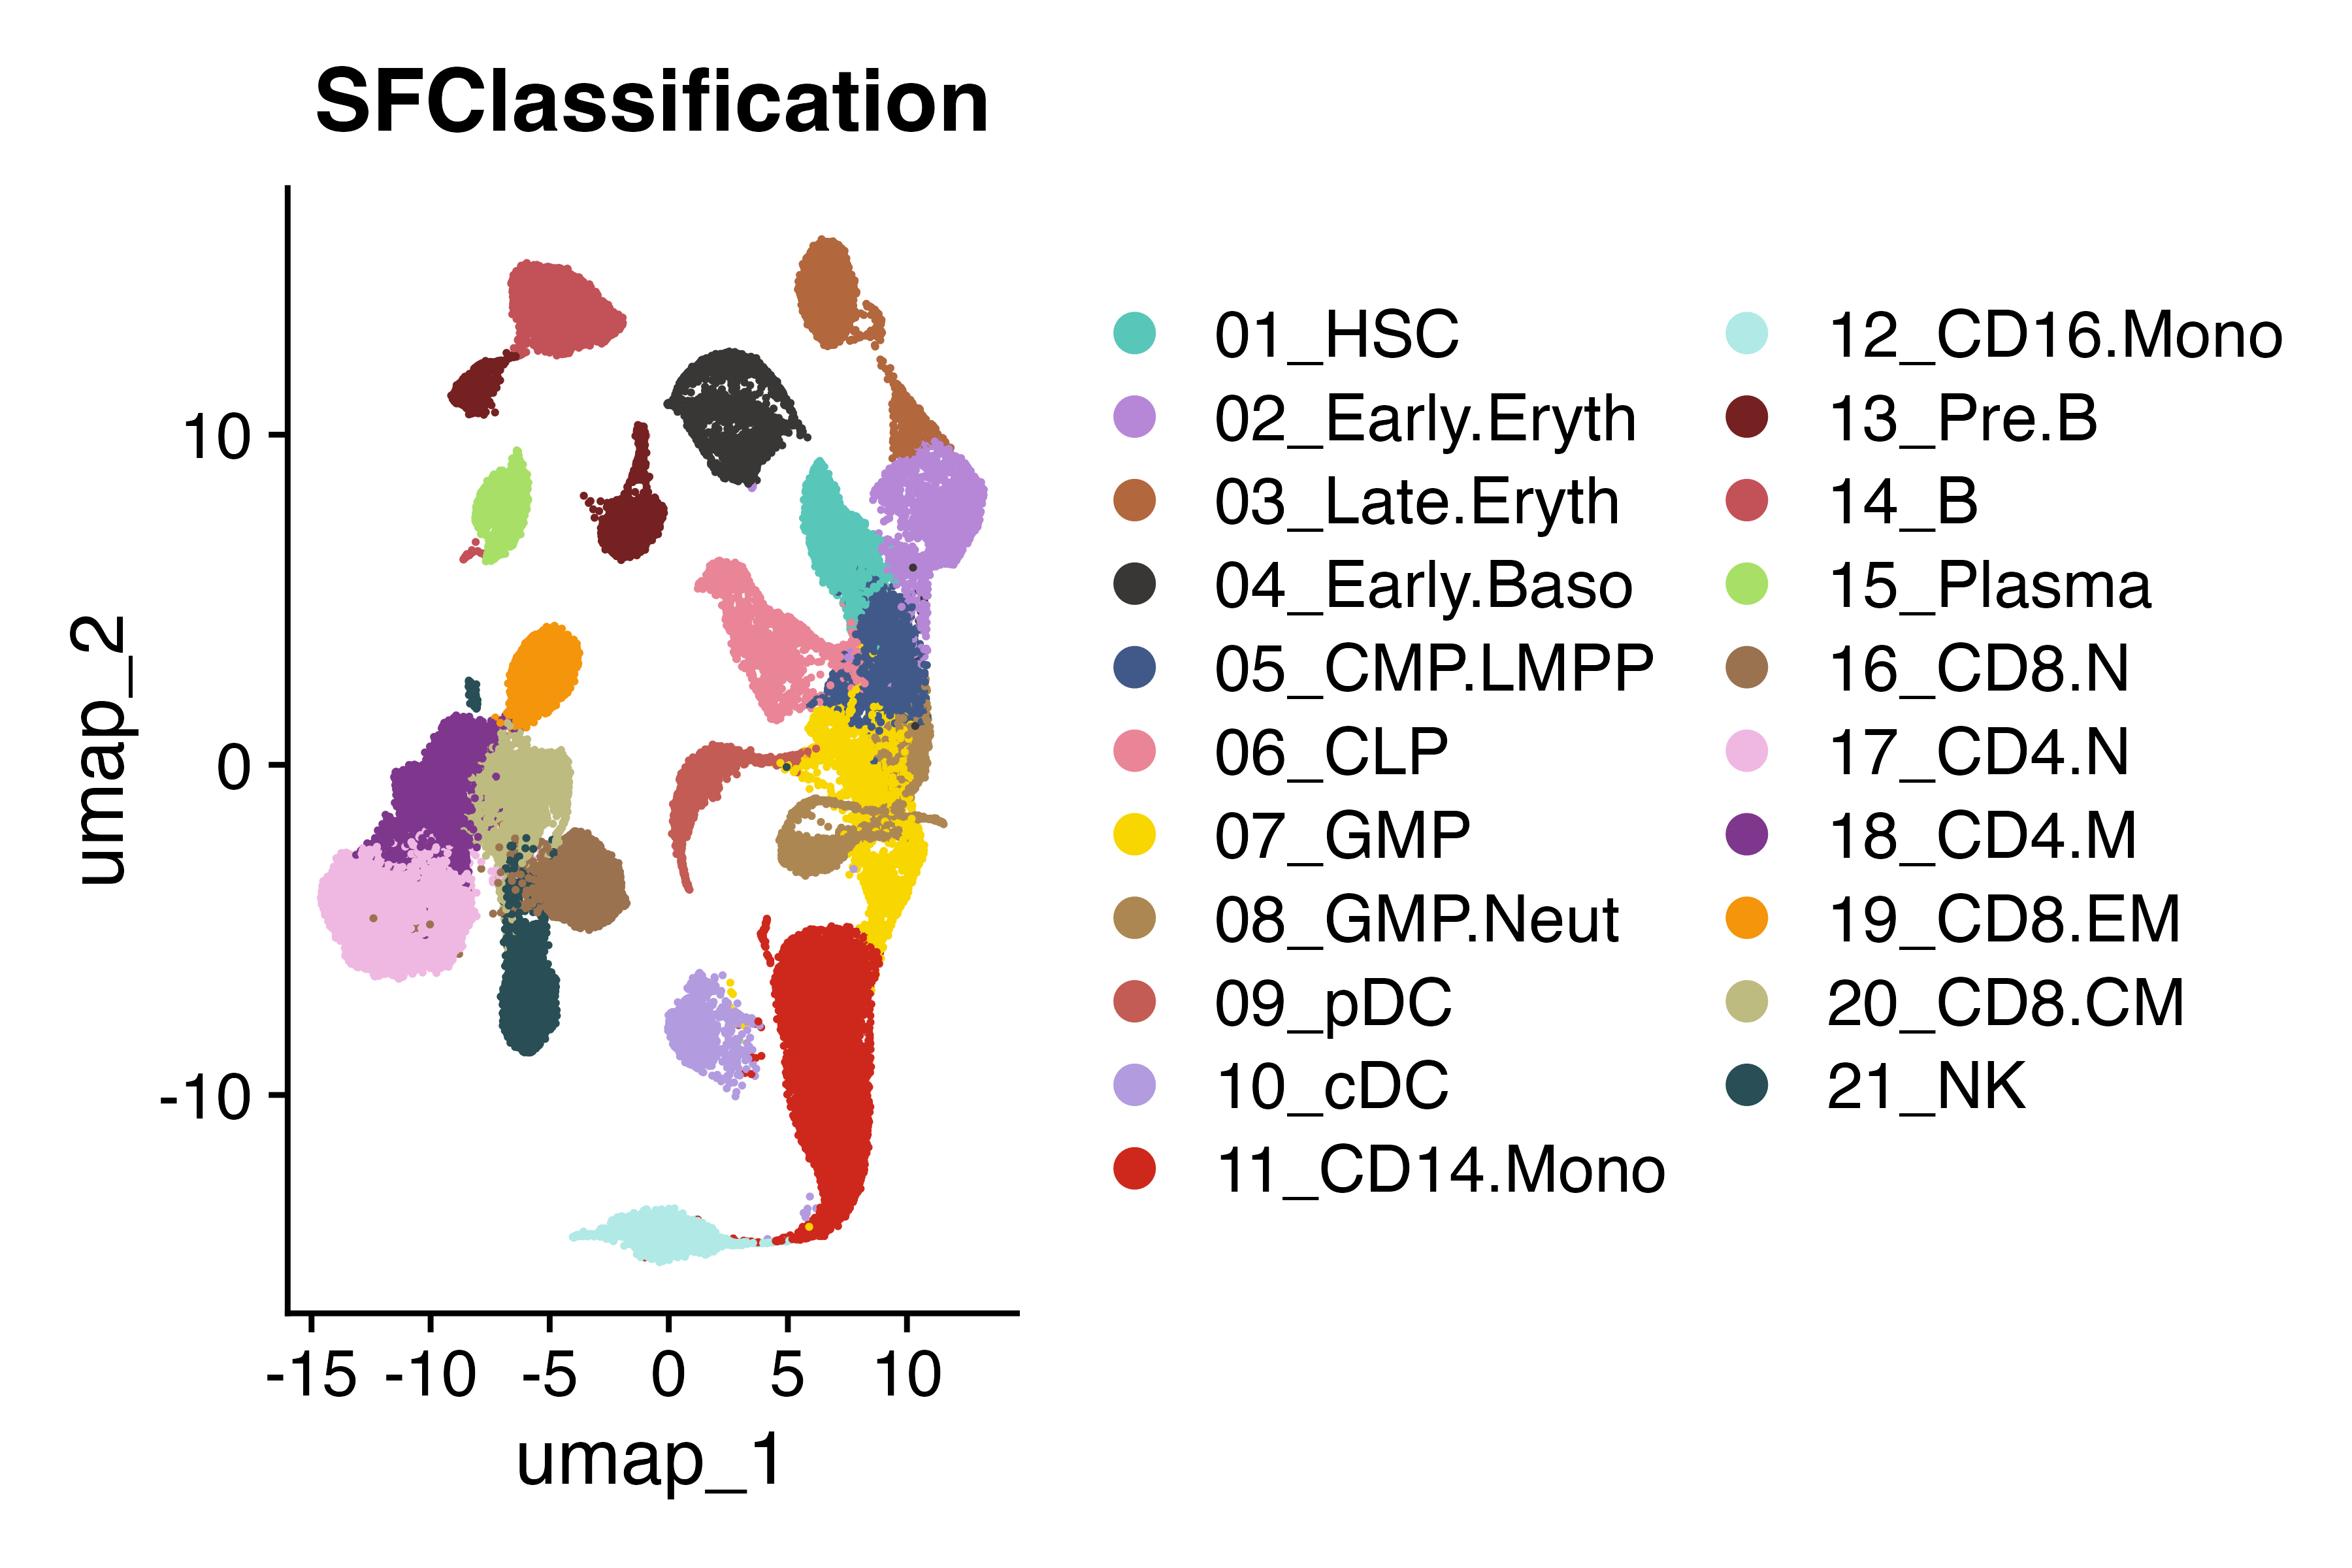 SFClassification
umap_2
10
0
-10
-15 -10 -5 0 5 10
umap_1
01_HSC
02_Early.Eryth
03_Late.Eryth
04_Early.Baso
05_CMP.LMPP
06_CLP
07_GMP
08_GMP.Neut
09_pDC
10_cDC
11_CD14.Mono
12_CD16.Mono
13_Pre.B
14_B
15_Plasma
16_CD8.N
17_CD4.N
18_CD4.M
19_CD8.EM
20_CD8.CM
21_NK